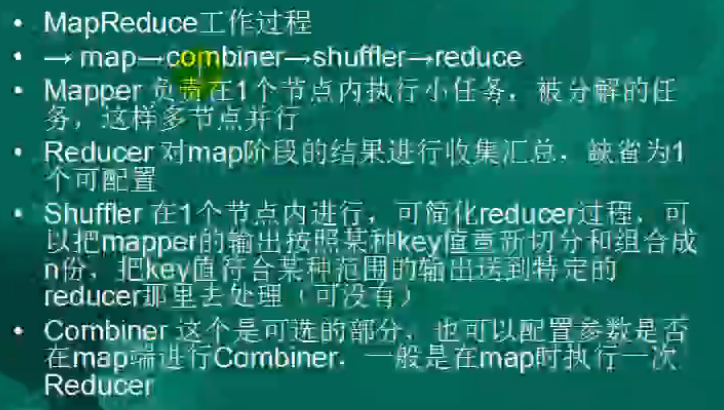 • MapReduce工作过程
• → map→combiner→shuffler→reduce
• Mapper 负责在1个节点内执行小任务，被分解的任
务，这样多节点并行
• Reducer 对map阶段的结果进行收集汇总，缺省为1
个可配置
• Shuffler 在1个节点内进行，可简化reducer过程，可
以把mapper的输出按照某种key值重新切分和组合成
n份，把key值符合某种范围的输出送到特定的
reducer那里去处理（可没有）
• Combiner 这个是可选的部分，也可以配置参数是否
在map端进行Combiner，一般是在map时执行一次
Reducer